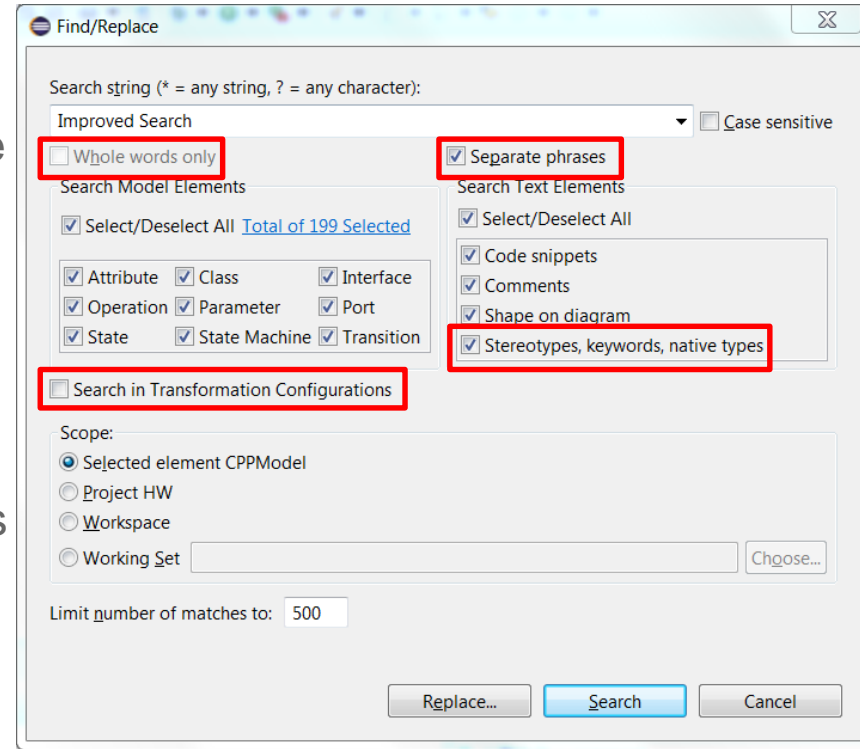 Find/Replace
Search string (* = any string, ? = any character):
Improved Search
Case sensitive
Whole words only
Separate phrases
Search Model Elements
Search Text Elements
Select/Deselect All Total of 199 Selected
Select/Deselect All
Attribute Class Interface
Operation Parameter Port
State State Machine Transition
Code snippets
Comments
Shape on diagram
Stereotypes, keywords, native types
Search in Transformation Configurations
Scope:
Selected element CPPModel
Project HW
Workspace
Working Set
Choose...
Limit number of matches to: 500
Replace... Search Cancel